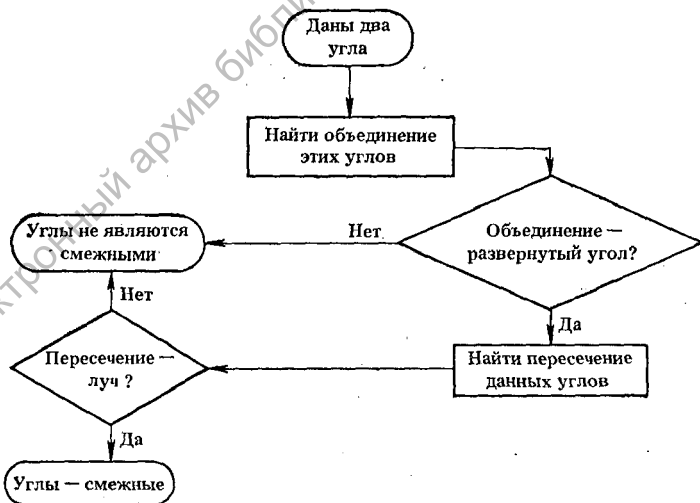 Даны два
угла
Найти объединение
этих углов
Объединение —
развернутый угол?
Нет
Углы не являются
смежными
Да
Найти пересечение
данных углов
Нет
Пересечение —
луч ?
Да
Углы — смежные
архив